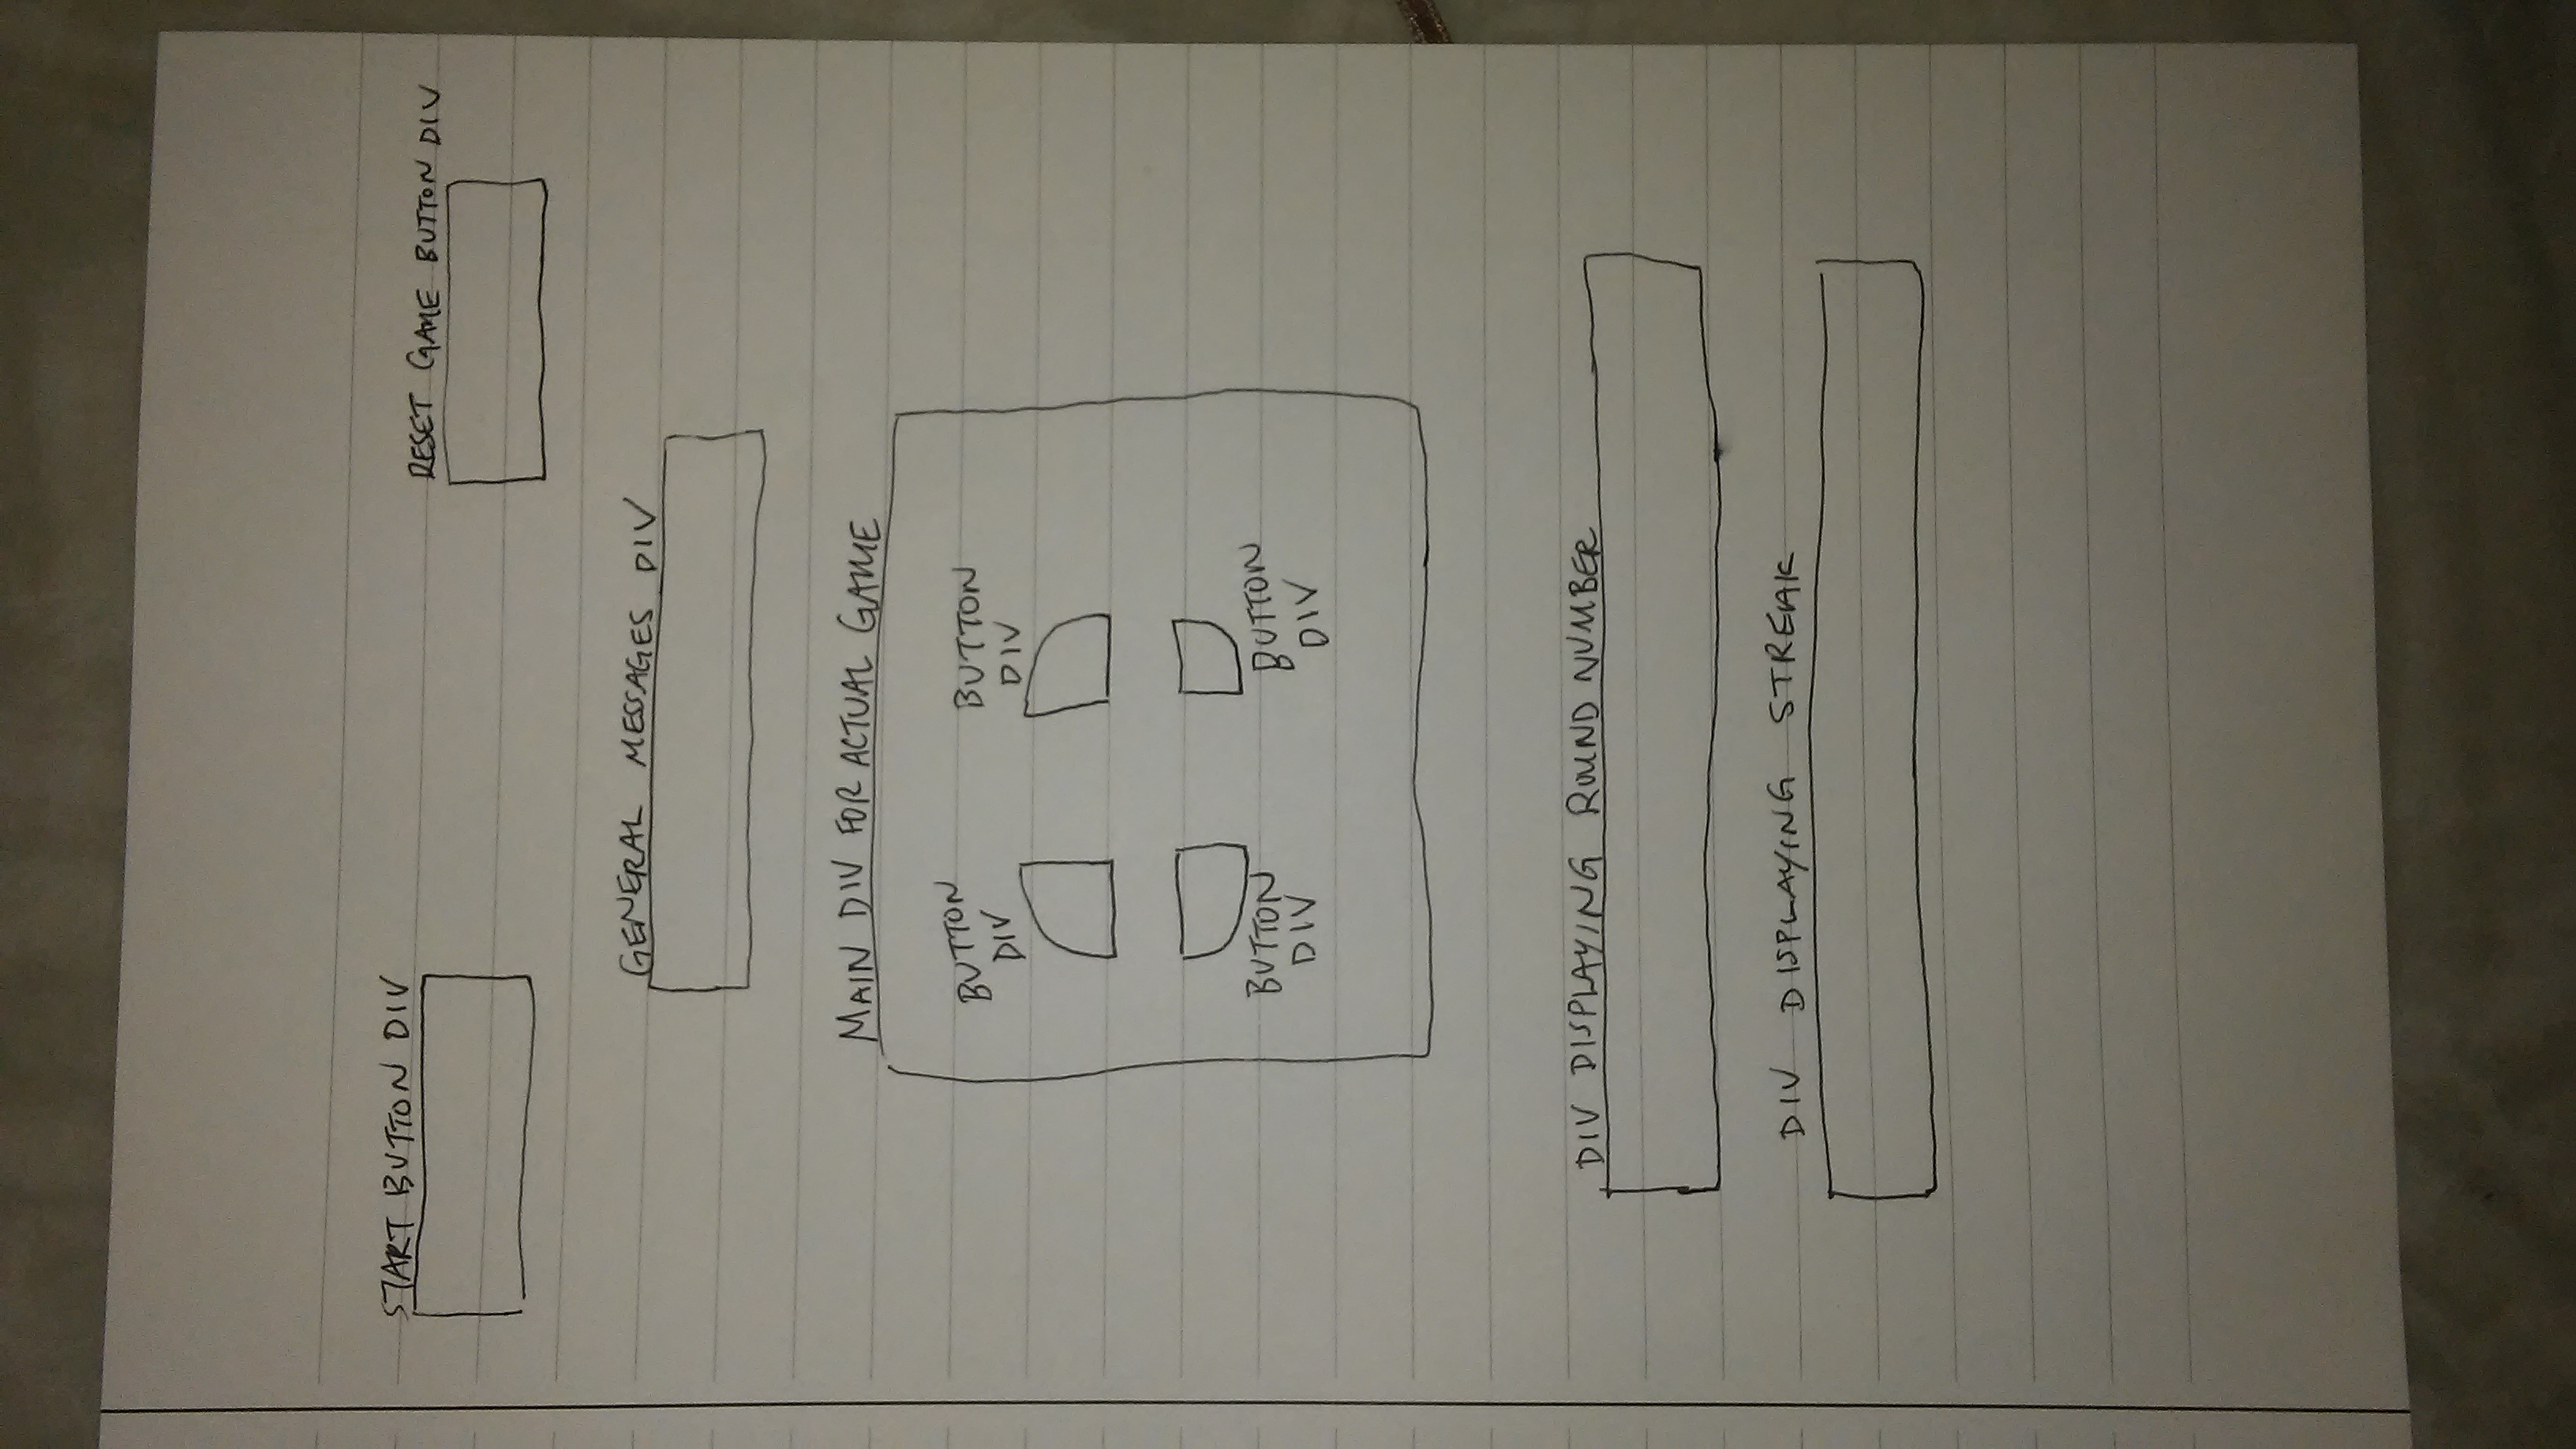 START BUTTON DIV
RESET GAME BUTTON DIV
GENERAL MESSAGES DIV
MAIN DIV FOR ACTUAL GAME
BUTTON
DIV
BUTTON
DIV
BUTTON
DIV
BUTTON
DIV
DIV DISPLAYING ROUND NUMBER
DIV DISPLAYING STREAK